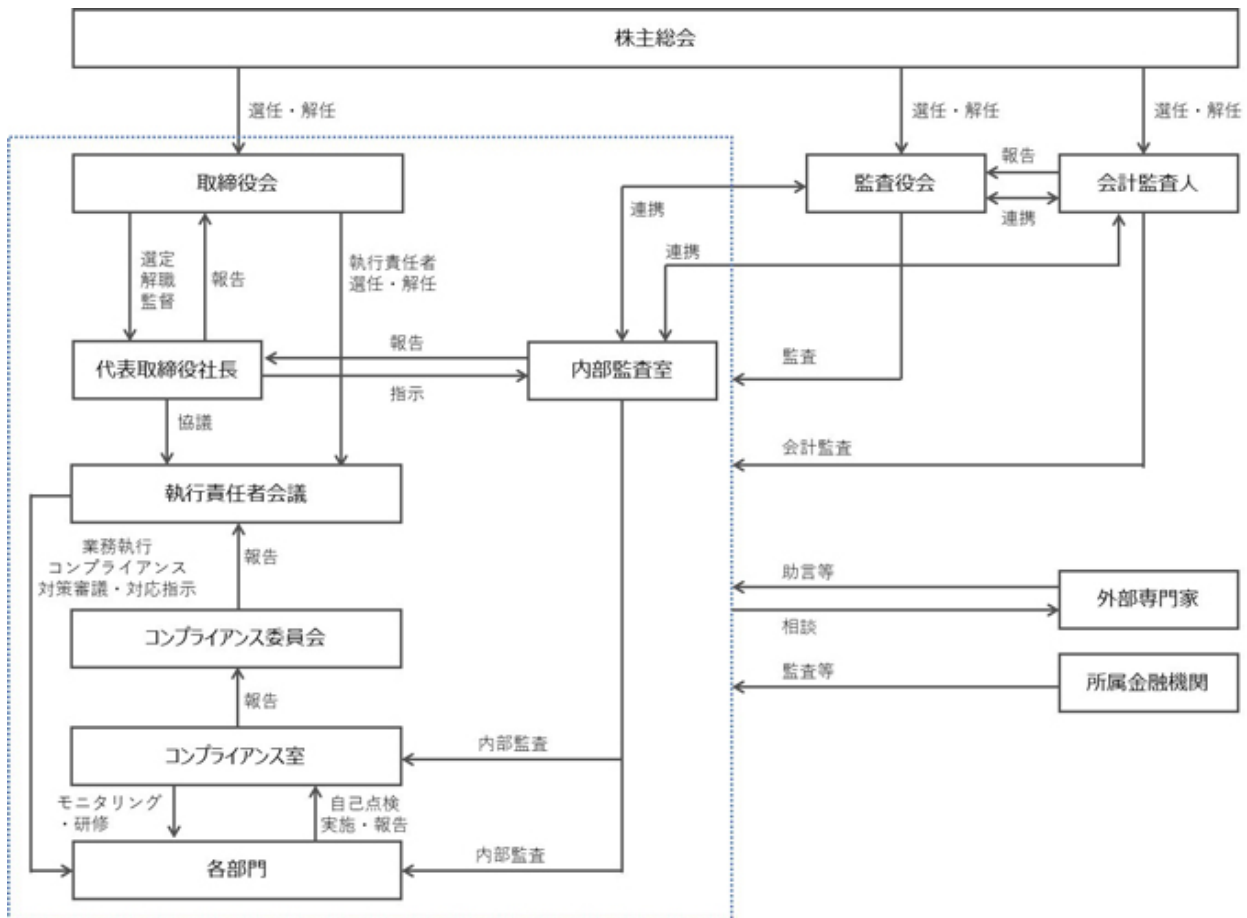 株主総会
選任・解任
選任・解任
選任・解任
取締役会
監査役会
報告
連携
会計監査人
連携
連携
選定
解職
監督
報告
執行責任者
選任・解任
代表取締役社長
報告
指示
内部監査室
監査
協議
会計監査
執行責任者会議
業務執行
コンプライアンス
対策審議・対応指示
報告
助言等
相談
外部専門家
コンプライアンス委員会
監査等
所属金融機関
報告
コンプライアンス室
内部監査
モニタリング
・研修
自己点検
実施・報告
各部門
内部監査